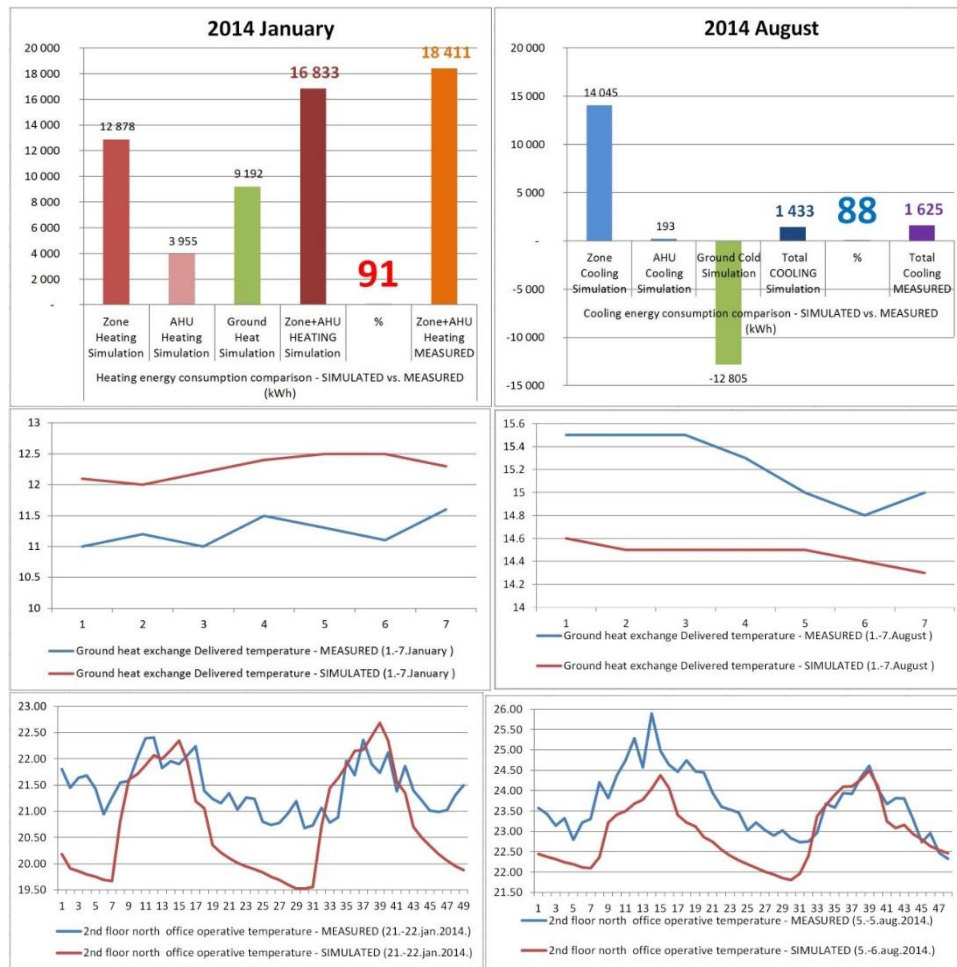 2014 January
20 000
18 000
16 000
14 000
12 000
10 000
8 000
6 000
4 000
2 000
-
12 878
3 955
9 192
16 833
91
18 411
Zone Heating Simulation
AHU Heating Simulation
Ground Heat Simulation
Zone+AHU HEATING Simulation
%
Zone+AHU Heating MEASURED
Heating energy consumption comparison - SIMULATED vs. MEASURED
(kWh)
2014 August
20 000
15 000
10 000
5 000
-
-5 000
-10 000
-15 000
14 045
193
-12 805
1 433
88
1 625
Zone Cooling Simulation
AHU Cooling Simulation
Ground Cold Simulation
Total COOLING Simulation
%
Total Cooling MEASURED
Cooling energy consumption comparison - SIMULATED vs. MEASURED
(kWh)
13
12.5
12
11.5
11
10.5
10
1 2 3 4 5 6 7
Ground heat exchange Delivered temperature - MEASURED (1.-7.January )
Ground heat exchange Delivered temperature - SIMULATED (1.-7.January )
15.6
15.4
15.2
15
14.8
14.6
14.4
14.2
14
1 2 3 4 5 6 7
Ground heat exchange Delivered temperature - MEASURED (1.-7.August )
Ground heat exchange Delivered temperature - SIMULATED (1.-7.August )
23.00
22.50
22.00
21.50
21.00
20.50
20.00
19.50
1 3 5 7 9 11 13 15 17 19 21 23 25 27 29 31 33 35 37 39 41 43 45 47 49
2nd floor north office operative temperature - MEASURED (21.-22.jan.2014.)
2nd floor north office operative temperature - SIMULATED (21.-22.jan.2014.)
26.00
25.50
25.00
24.50
24.00
23.50
23.00
22.50
22.00
21.50
1 3 5 7 9 11 13 15 17 19 21 23 25 27 29 31 33 35 37 39 41 43 45 47
2nd floor north office operative temperature - MEASURED (5.-5.aug.2014.)
2nd floor north office operative temperature - SIMULATED (5.-6.aug.2014.)